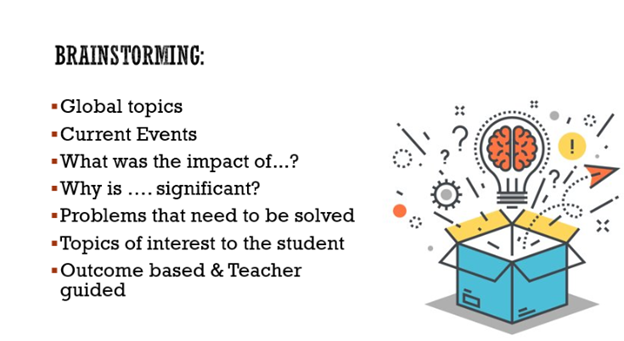 BRAINSTORMING:
▪Global topics
▪Current Events
▪What was the impact of...?
▪Why is .... significant?
▪Problems that need to be solved
▪Topics of interest to the student
▪Outcome based & Teacher
guided
? ? ? !